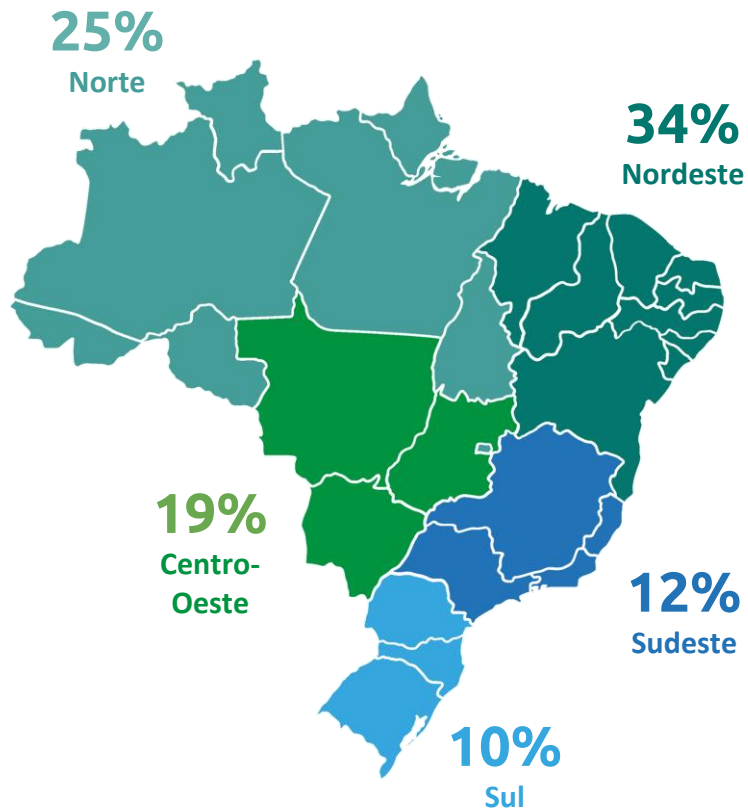 25%
Norte
34%
Nordeste
19%
Centro-
Oeste
12%
Sudeste
10%
Sul